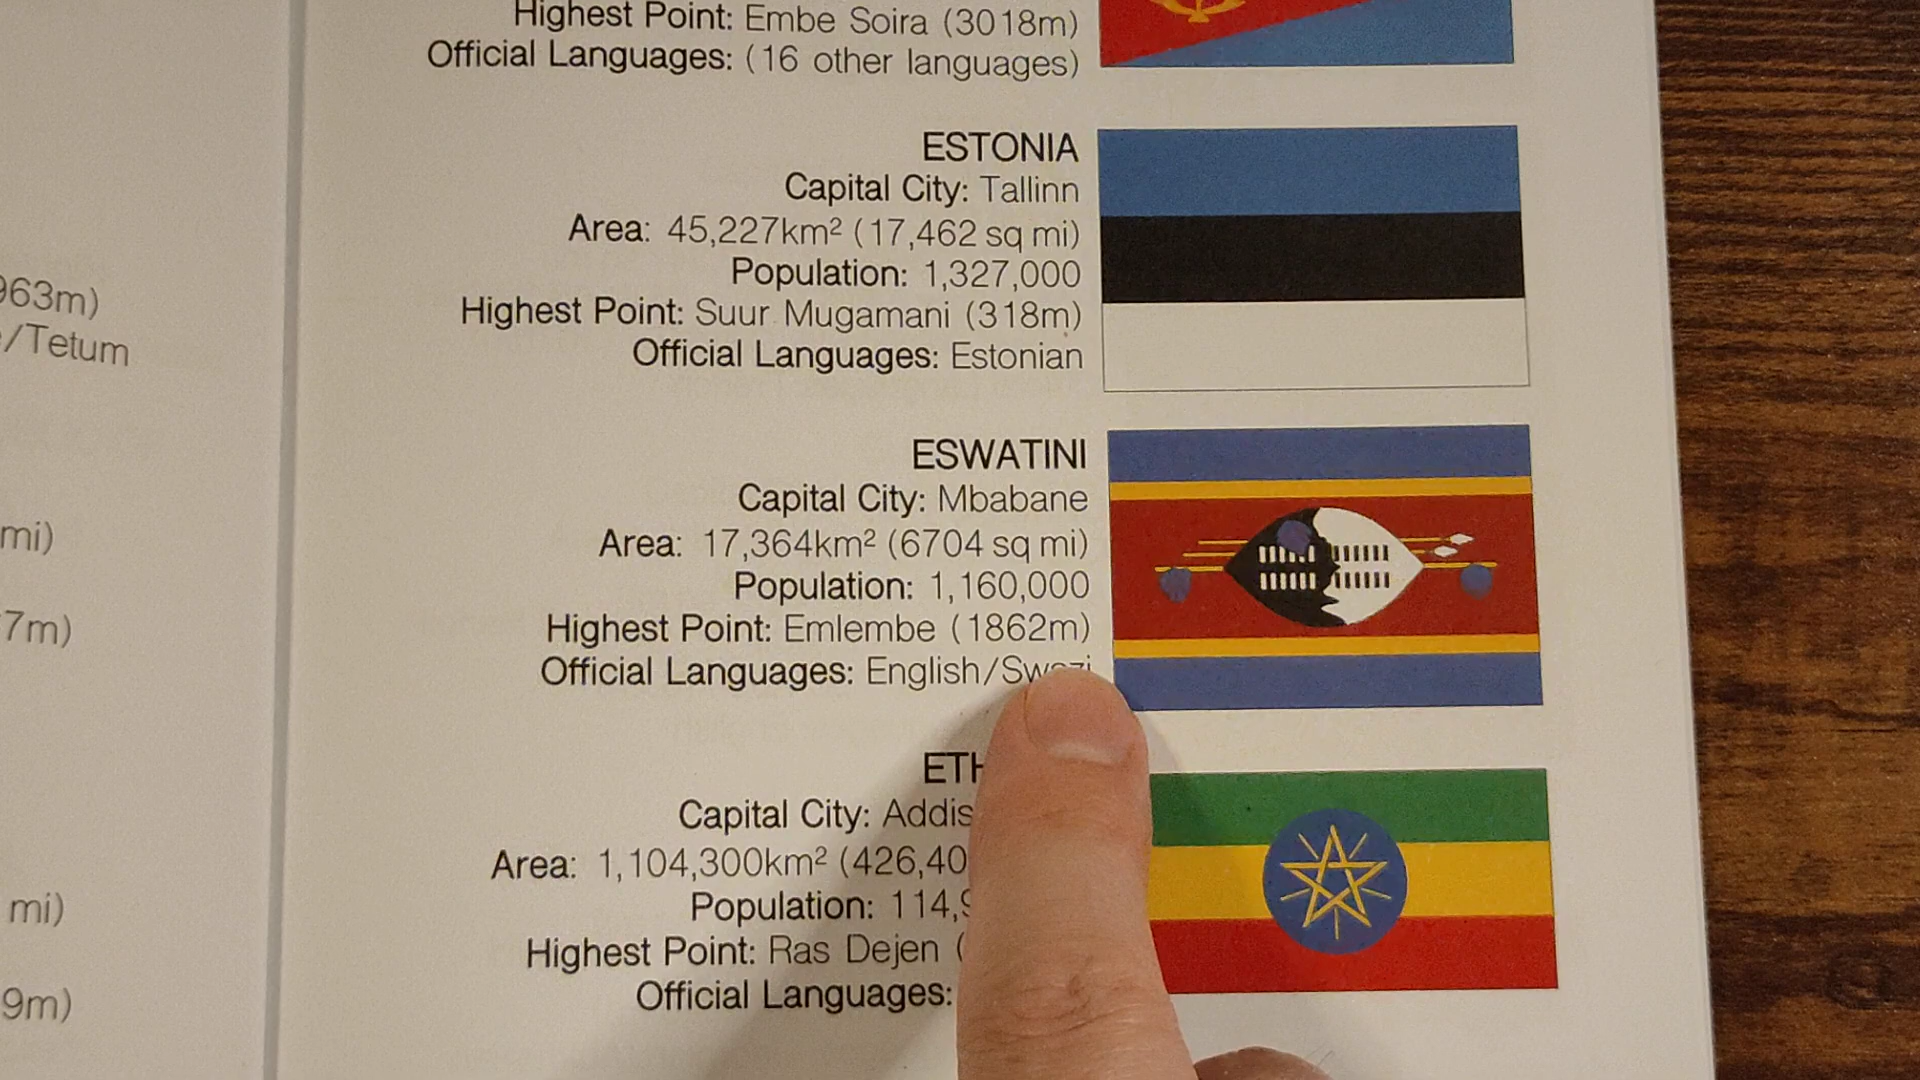 Highest Point: Embe Soira (3018m)
Official Languages: (16 other languages)
ESTONIA
Capital City: Tallinn
Area: 45,227km² (17,462 sq mi)
Population: 1,327,000
Highest Point: Suur Mugamani (318m)
Official Languages: Estonian
ESWATINI
Capital City: Mbabane
Area: 17,364km² (6704 sq mi)
Population: 1,160,000
Highest Point: Emlembe (1862m)
Official Languages: English/Swazi
ETH
Capital City: Addis
Area: 1,104,300km² (426,40
Population: 114,9
Highest Point: Ras Dejen (
Official Languages:
963m)
/Tetum
mi)
7m)
mi)
9m)